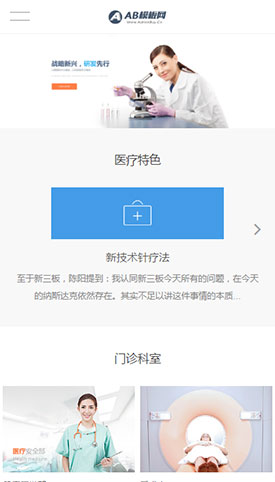 AB模板网
战略新兴，研发先行
医疗特色
新技术针疗法
至于新三板，陈阳提到：我认同新三板今天所有的问题，在今天
的纳斯达克依然存在。其实不足以讲这件事情的本质...
门诊科室
医疗安全部